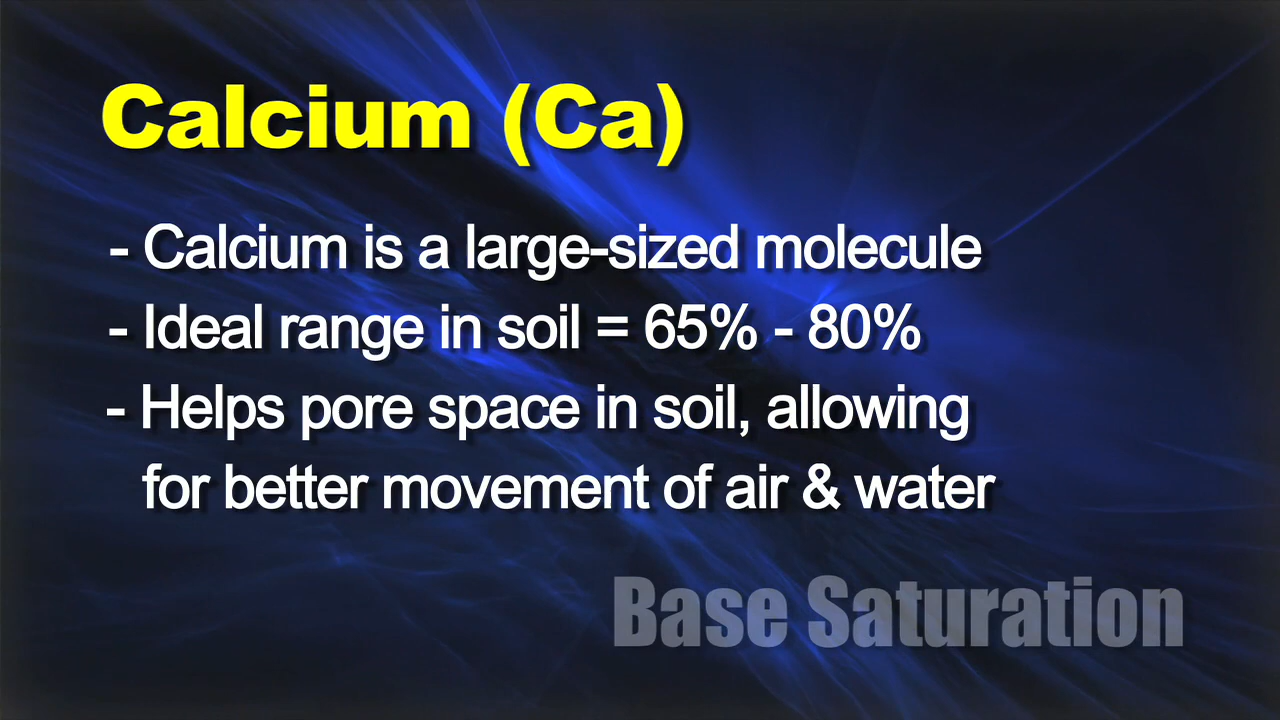 Calcium (Ca)
- Calcium is a large-sized molecule
- Ideal range in soil = 65% - 80%
- Helps pore space in soil, allowing
for better movement of air & water
Base Saturation